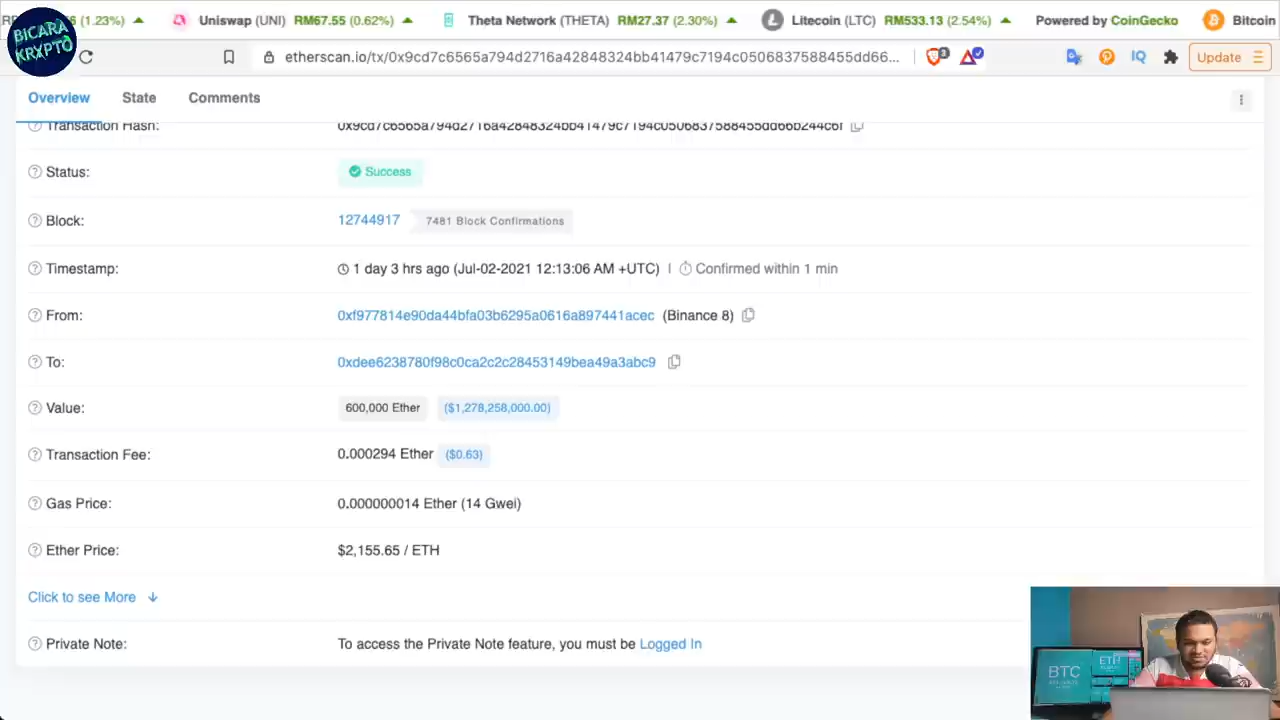 6 (1.23%) Uniswap (UNI) RM67.55 (0.62%) Theta Network (THETA) RM27.37 (2.30%) Litecoin (LTC) RM533.13 (2.54%) Powered by CoinGecko Bitcoin
BICARA
KRYPTO
etherscan.io/tx/0x9cd7c6565a794d2716a42848324bb41479c7194c0506837588455dd66... 3 IQ Update
Overview State Comments
Transaction Hash: 0x9cd7c6565a794d2716a42848324bb41479c7194c0506837588455dd66b244c6f
Status: Success
Block: 12744917 7481 Block Confirmations
Timestamp: 1 day 3 hrs ago (Jul-02-2021 12:13:06 AM +UTC) | Confirmed within 1 min
From: 0xf977814e90da44bfa03b6295a0616a897441acec (Binance 8)
To: 0xdee6238780f98c0ca2c2c28453149bea49a3abc9
Value: 600,000 Ether ($1,278,258,000.00)
Transaction Fee: 0.000294 Ether ($0.63)
Gas Price: 0.000000014 Ether (14 Gwei)
Ether Price: $2,155.65 / ETH
Click to see More
Private Note: To access the Private Note feature, you must be Logged In
BTC ETH